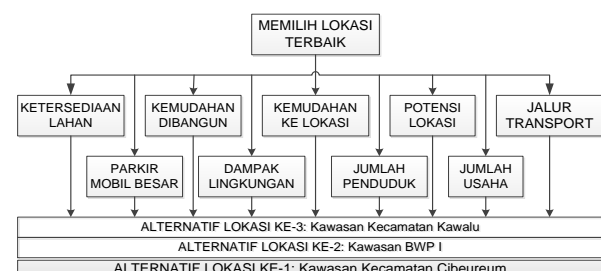 MEMILIH LOKASI
TERBAIK
KETERSEDIAAN
LAHAN
KEMUDAHAN
DIBANGUN
KEMUDAHAN
KE LOKASI
POTENSI
LOKASI
JALUR
TRANSPORT
PARKIR
MOBIL BESAR
DAMPAK
LINGKUNGAN
JUMLAH
PENDUDUK
JUMLAH
USAHA
ALTERNATIF LOKASI KE-3: Kawasan Kecamatan Kawalu
ALTERNATIF LOKASI KE-2: Kawasan BWP I
ALTERNATIF LOKASI KE-1: Kawasan Kecamatan Cibeureum